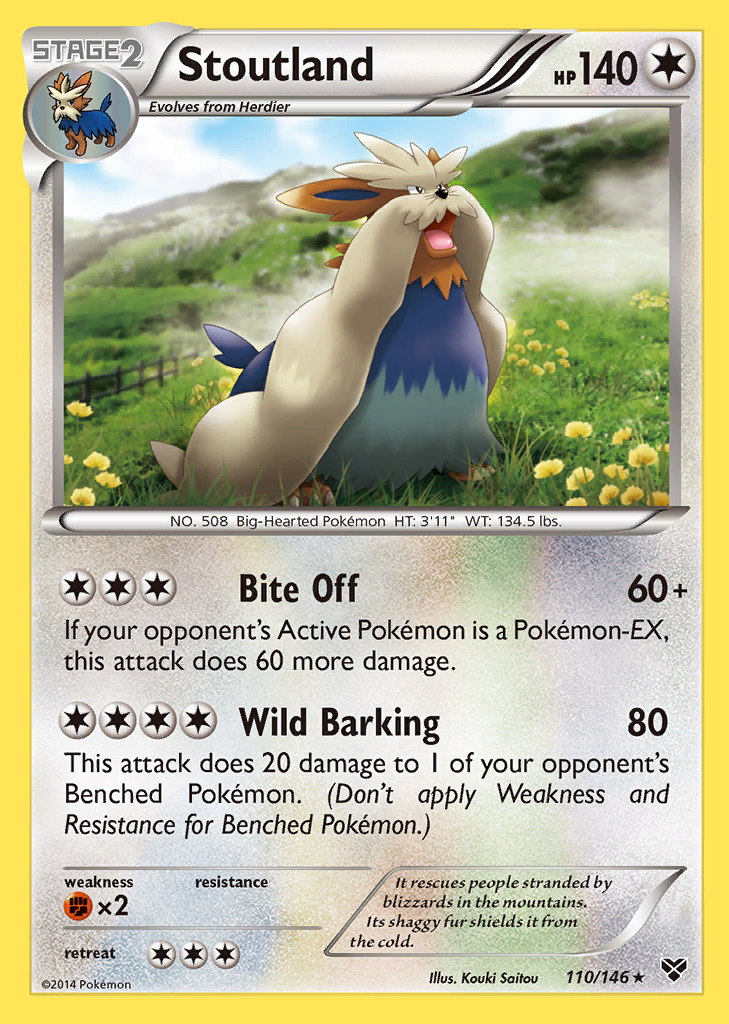 STAGE2
Stoutland
HP140
Evolves from Herdier
NO. 508 Big-Hearted Pokémon HT: 3'11" WT: 134.5 lbs.
Bite Off 60+
If your opponent's Active Pokémon is a Pokémon-EX,
this attack does 60 more damage.
Wild Barking 80
This attack does 20 damage to 1 of your opponent's
Benched Pokémon. (Don't apply Weakness and
Resistance for Benched Pokémon.)
weakness resistance
×2
It rescues people stranded by
blizzards in the mountains.
Its shaggy fur shields it from
the cold.
retreat
©2014 Pokémon
Illus. Kouki Saitou
110/146★